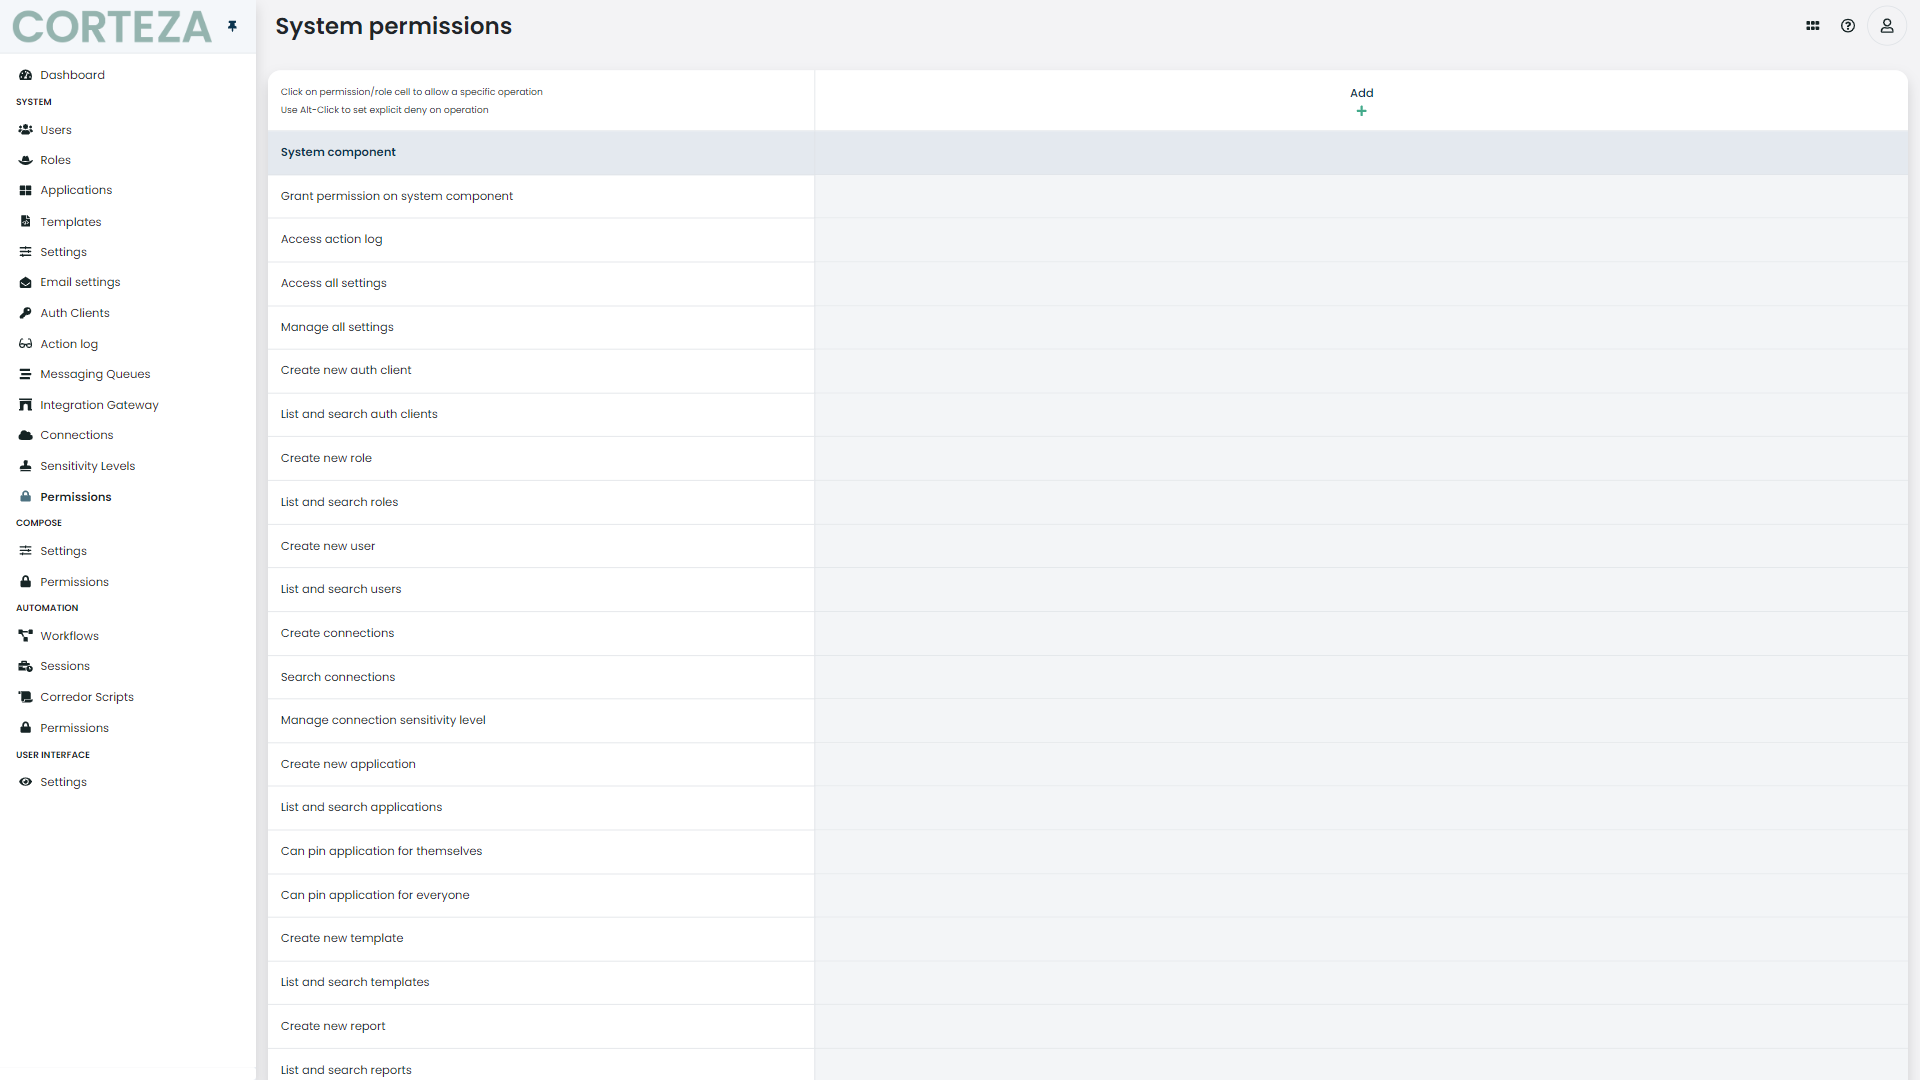 CORTEZA
System permissions
Dashboard
SYSTEM
Users
Roles
Applications
Templates
Settings
Email settings
Auth Clients
Action log
Messaging Queues
Integration Gateway
Connections
Sensitivity Levels
Permissions
COMPOSE
Settings
Permissions
AUTOMATION
Workflows
Sessions
Corredor Scripts
Permissions
USER INTERFACE
Settings
Click on permission/role cell to allow a specific operation
Use Alt-Click to set explicit deny on operation
Add
System component
Grant permission on system component
Access action log
Access all settings
Manage all settings
Create new auth client
List and search auth clients
Create new role
List and search roles
Create new user
List and search users
Create connections
Search connections
Manage connection sensitivity level
Create new application
List and search applications
Can pin application for themselves
Can pin application for everyone
Create new template
List and search templates
Create new report
List and search reports